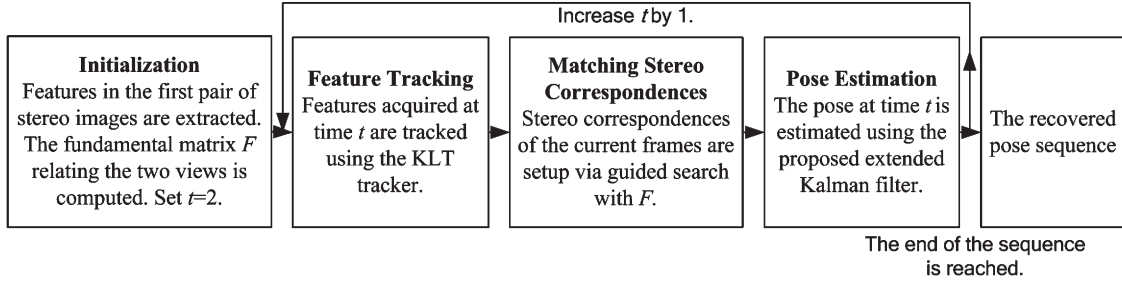 Increase t by 1.
Initialization
Features in the first pair of
stereo images are extracted.
The fundamental matrix F
relating the two views is
computed. Set t=2.
Feature Tracking
Features acquired at
time t are tracked
using the KLT
tracker.
Matching Stereo
Correspondences
Stereo correspondences
of the current frames are
setup via guided search
with F.
Pose Estimation
The pose at time t is
estimated using the
proposed extended
Kalman filter.
The recovered
pose sequence
The end of the sequence
is reached.